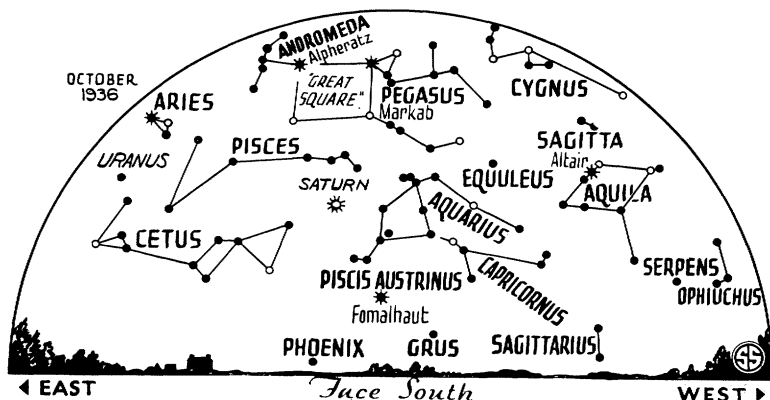 ANDROMEDA
Alpheratz
OCTOBER
1936
ARIES
"GREAT
SQUARE"
PEGASUS
Markab
CYGNUS
URANUS
PISCES
SATURN
SAGITTA
Altair
EQUULEUS
AQUILA
AQUARIUS
CETUS
PISCIS AUSTRINUS
Fomalhaut
CAPRICORNUS
SERPENS
OPHIUCHUS
PHOENIX
GRUS
SAGITTARIUS
SS
EAST
Face South
WEST